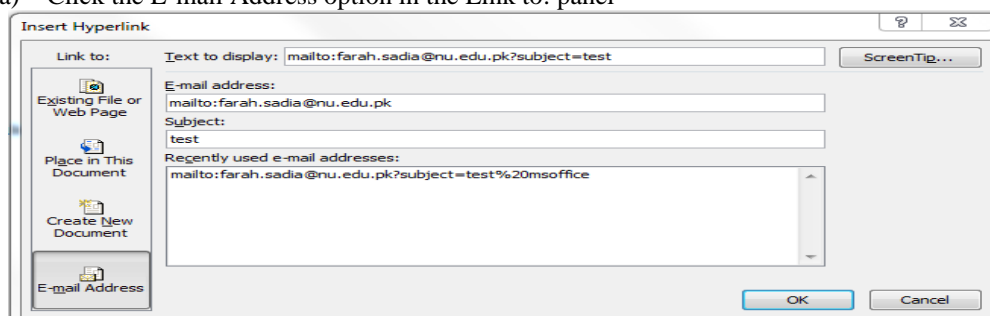 a) Click the E-mail Address option in the Link to: panel
Insert Hyperlink
Link to:
Text to display: mailto:farah.sadia@nu.edu.pk?subject=test
ScreenTip...
Existing File or
Web Page
Place in This
Document
Create New
Document
E-mail Address
E-mail address:
mailto:farah.sadia@nu.edu.pk
Subject:
test
Recently used e-mail addresses:
mailto:farah.sadia@nu.edu.pk?subject=test%20msoffice
OK
Cancel